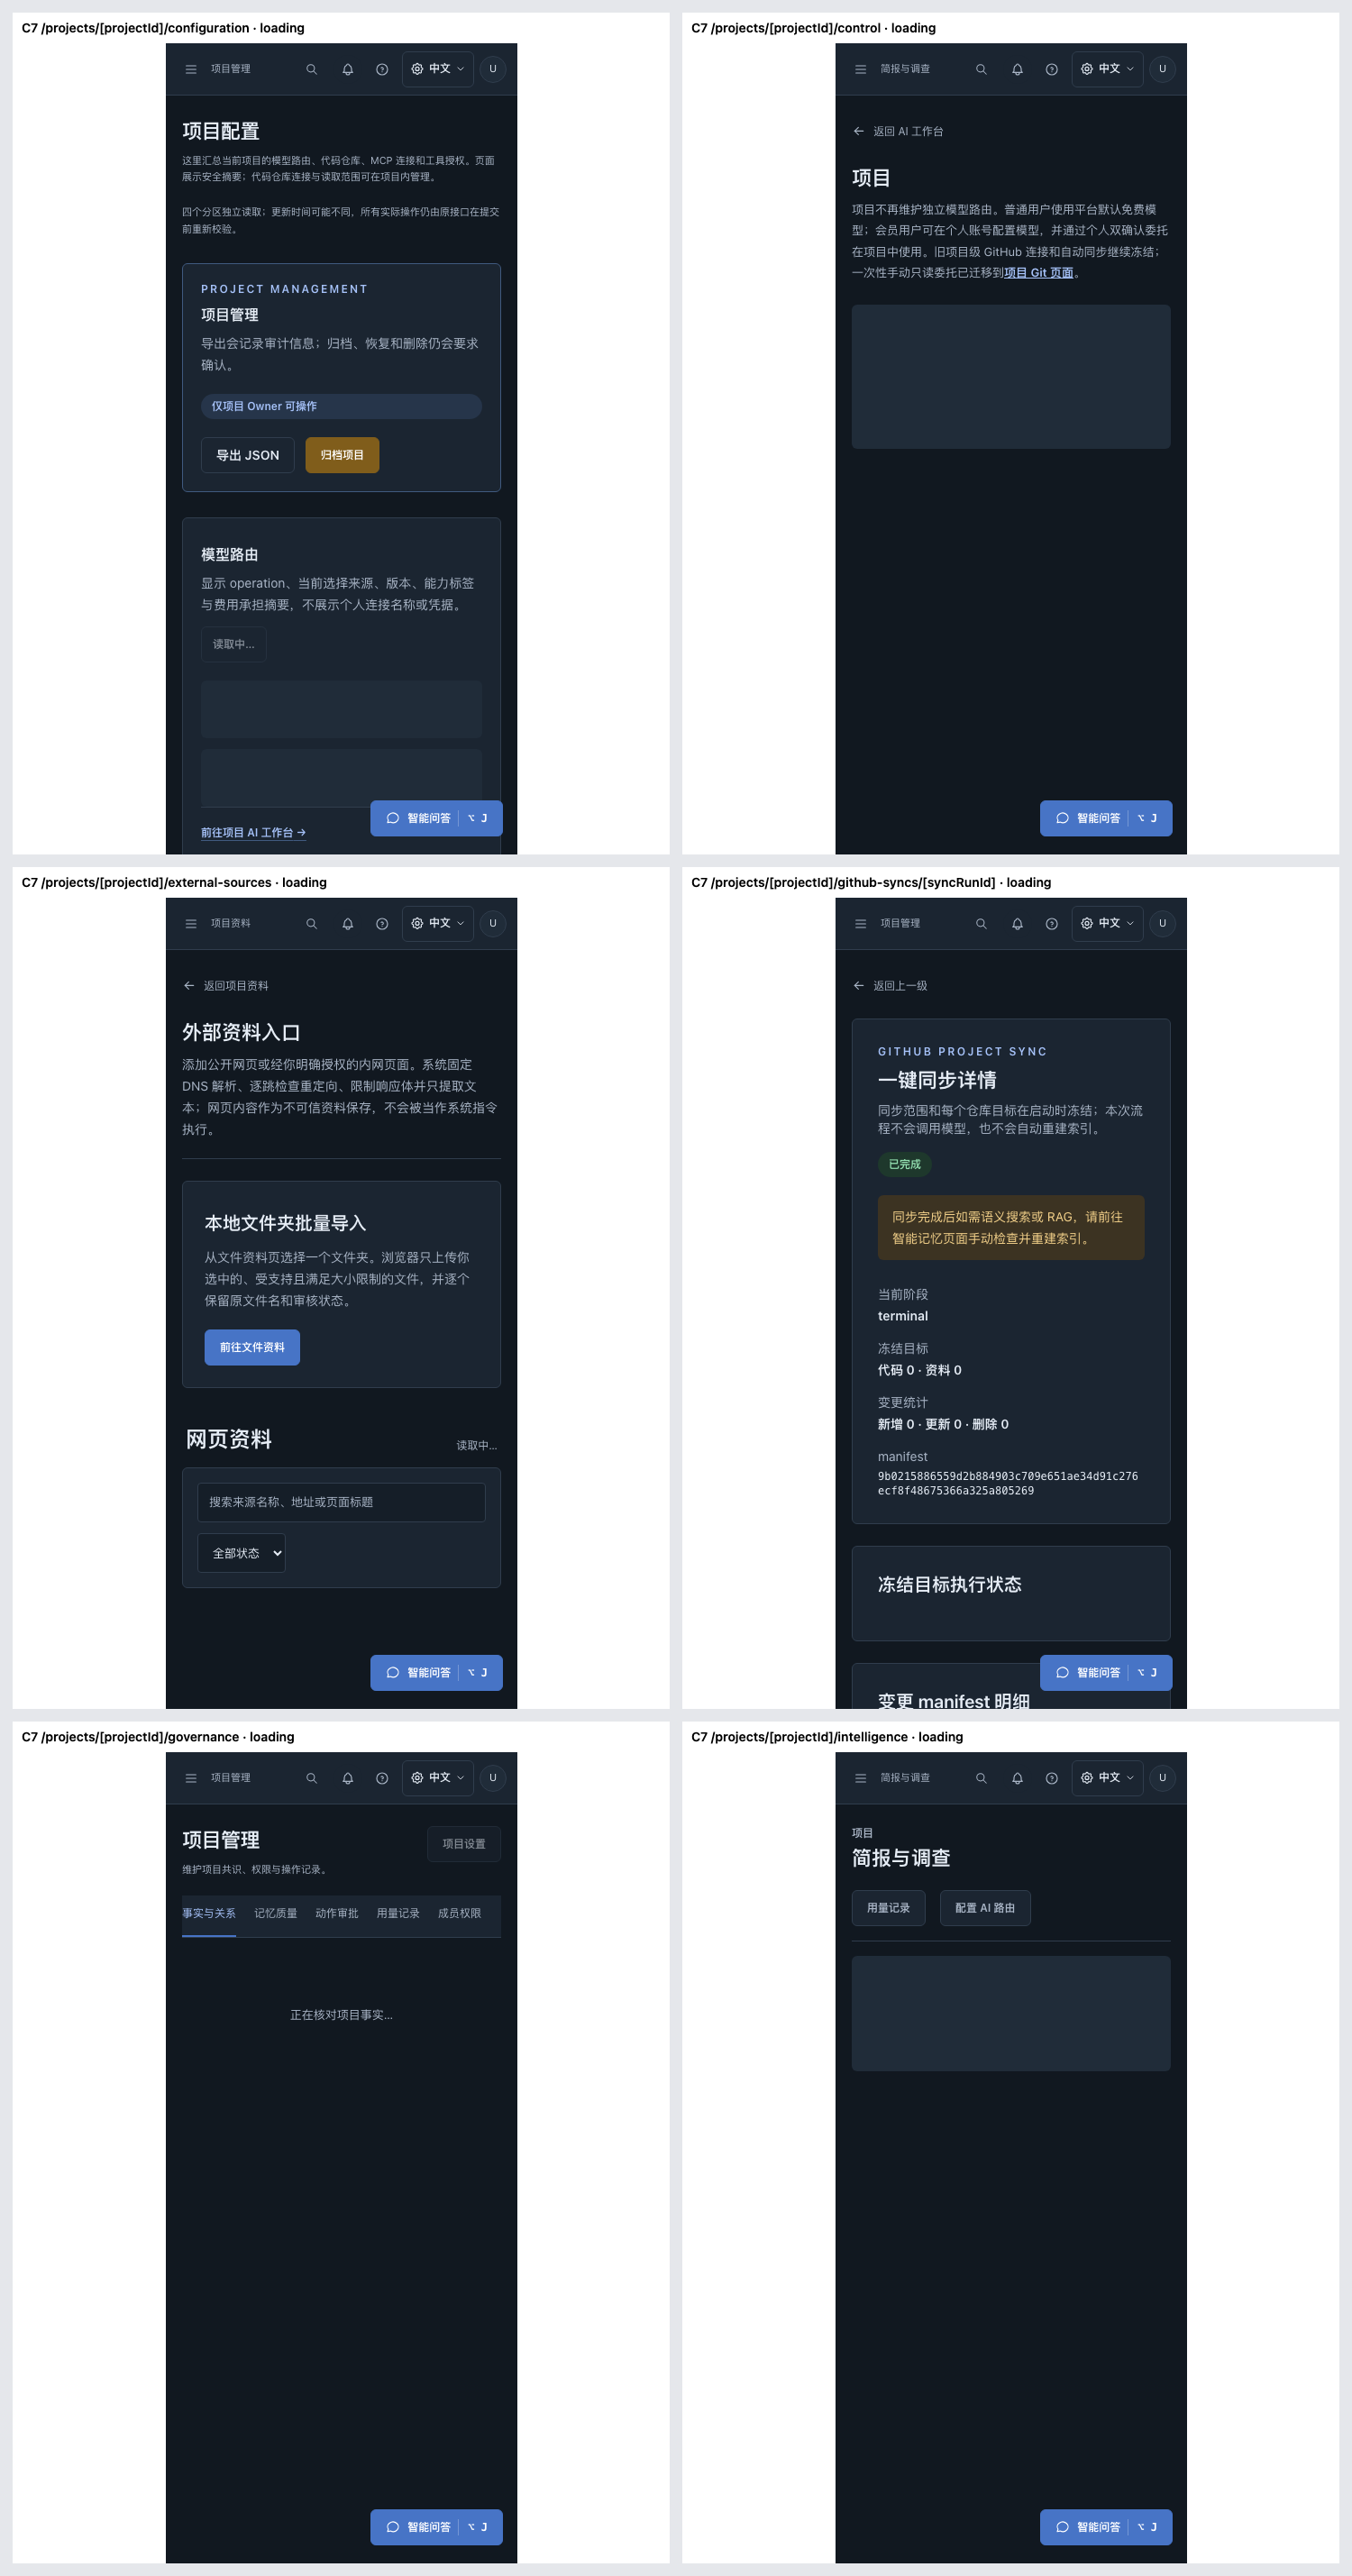 C7 /projects/[projectId]/configuration · loading
项目管理
中文
U
项目配置
这里汇总当前项目的模型路由、代码仓库、MCP 连接和工具授权。页面
展示安全摘要；代码仓库连接与读取范围可在项目内管理。
四个分区独立读取；更新时间可能不同，所有实际操作仍由原接口在提交
前重新校验。
PROJECT MANAGEMENT
项目管理
导出会记录审计信息；归档、恢复和删除仍会要求
确认。
仅项目 Owner 可操作
导出 JSON
归档项目
模型路由
显示 operation、当前选择来源、版本、能力标签
与费用承担摘要，不展示个人连接名称或凭据。
读取中...
前往项目 AI 工作台 →
智能问答 ⌥ J
C7 /projects/[projectId]/control · loading
简报与调查
中文
U
← 返回 AI 工作台
项目
项目不再维护独立模型路由。普通用户使用平台默认免费模
型；会员用户可在个人账号配置模型，并通过个人双确认委托
在项目中使用。旧项目级 GitHub 连接和自动同步继续冻结；
一次性手动只读委托已迁移到项目 Git 页面。
智能问答 ⌥ J
C7 /projects/[projectId]/external-sources · loading
项目资料
中文
U
← 返回项目资料
外部资料入口
添加公开网页或经你明确授权的内网页面。系统固定
DNS 解析、逐跳检查重定向、限制响应体并只提取文
本；网页内容作为不可信资料保存，不会被当作系统指令
执行。
本地文件夹批量导入
从文件资料页选择一个文件夹。浏览器只上传你
选中的、受支持且满足大小限制的文件，并逐个
保留原文件名和审核状态。
前往文件资料
网页资料
读取中...
搜索来源名称、地址或页面标题
全部状态
智能问答 ⌥ J
C7 /projects/[projectId]/github-syncs/[syncRunId] · loading
项目管理
中文
U
← 返回上一级
GITHUB PROJECT SYNC
一键同步详情
同步范围和每个仓库目标在启动时冻结；本次流
程不会调用模型，也不会自动重建索引。
已完成
同步完成后如需语义搜索或 RAG，请前往
智能记忆页面手动检查并重建索引。
当前阶段
terminal
冻结目标
代码 0 · 资料 0
变更统计
新增 0 · 更新 0 · 删除 0
manifest
9b0215886559d2b884903c709e651ae34d91c276
ecf8f48675366a325a805269
冻结目标执行状态
变更 manifest 明细
智能问答 ⌥ J
C7 /projects/[projectId]/governance · loading
项目管理
中文
U
项目管理
项目设置
维护项目共识、权限与操作记录。
事实与关系
记忆质量
动作审批
用量记录
成员权限
正在核对项目事实...
智能问答 ⌥ J
C7 /projects/[projectId]/intelligence · loading
简报与调查
中文
U
项目
简报与调查
用量记录
配置 AI 路由
智能问答 ⌥ J